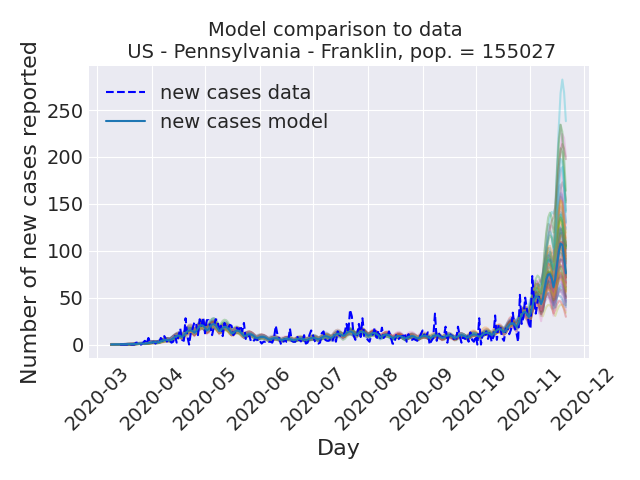 Model comparison to data
US - Pennsylvania - Franklin, pop. = 155027
Number of new cases reported
250
200
150
100
50
0
new cases data
new cases model
2020-03
2020-04
2020-05
2020-06
2020-07
2020-08
2020-09
2020-10
2020-11
2020-12
Day